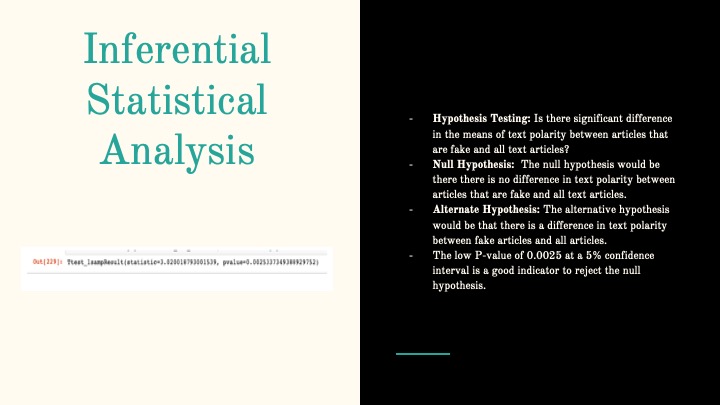 Inferential
Statistical
Analysis
Out[229]: Ttest_1sampResult(statistic=3.020018793001539, pvalue=0.0025337349388929752)
- Hypothesis Testing: Is there significant difference
in the means of text polarity between articles that
are fake and all text articles?
- Null Hypothesis: The null hypothesis would be
there there is no difference in text polarity between
articles that are fake and all text articles.
- Alternate Hypothesis: The alternative hypothesis
would be that there is a difference in text polarity
between fake articles and all articles.
- The low P-value of 0.0025 at a 5% confidence
interval is a good indicator to reject the null
hypothesis.